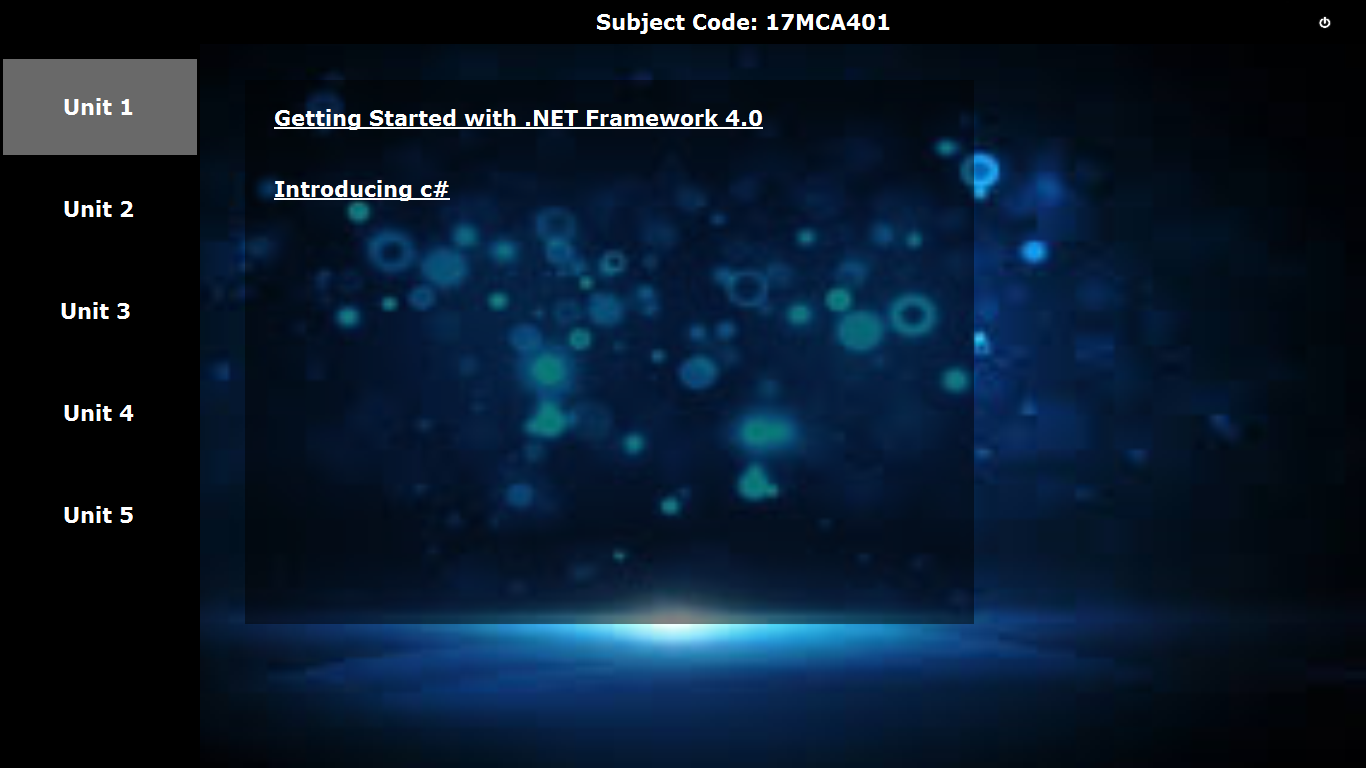 Subject Code: 17MCA401
Unit 1
Unit 2
Unit 3
Unit 4
Unit 5
Getting Started with .NET Framework 4.0
Introducing c#